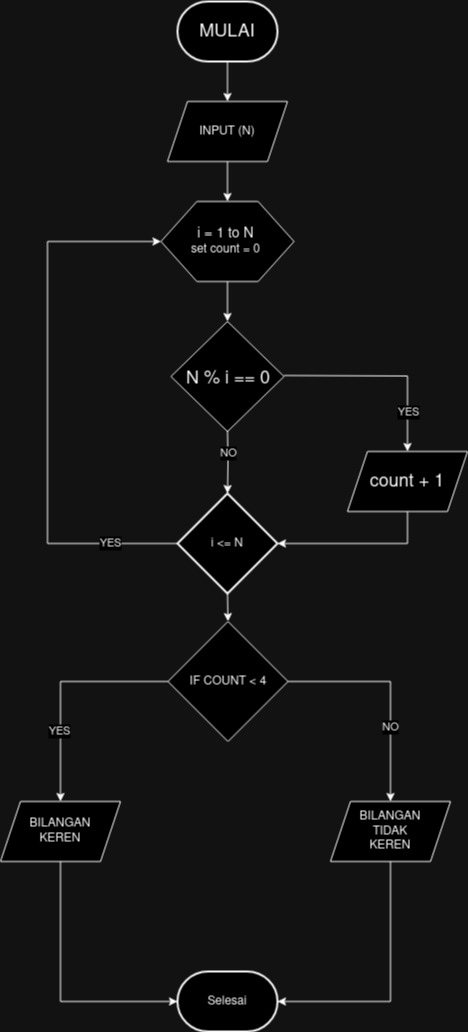 MULAI
INPUT (N)
i = 1 to N
set count = 0
N % i == 0
YES
NO
count + 1
i <= N
YES
IF COUNT < 4
YES
NO
BILANGAN
KEREN
BILANGAN
TIDAK
KEREN
Selesai